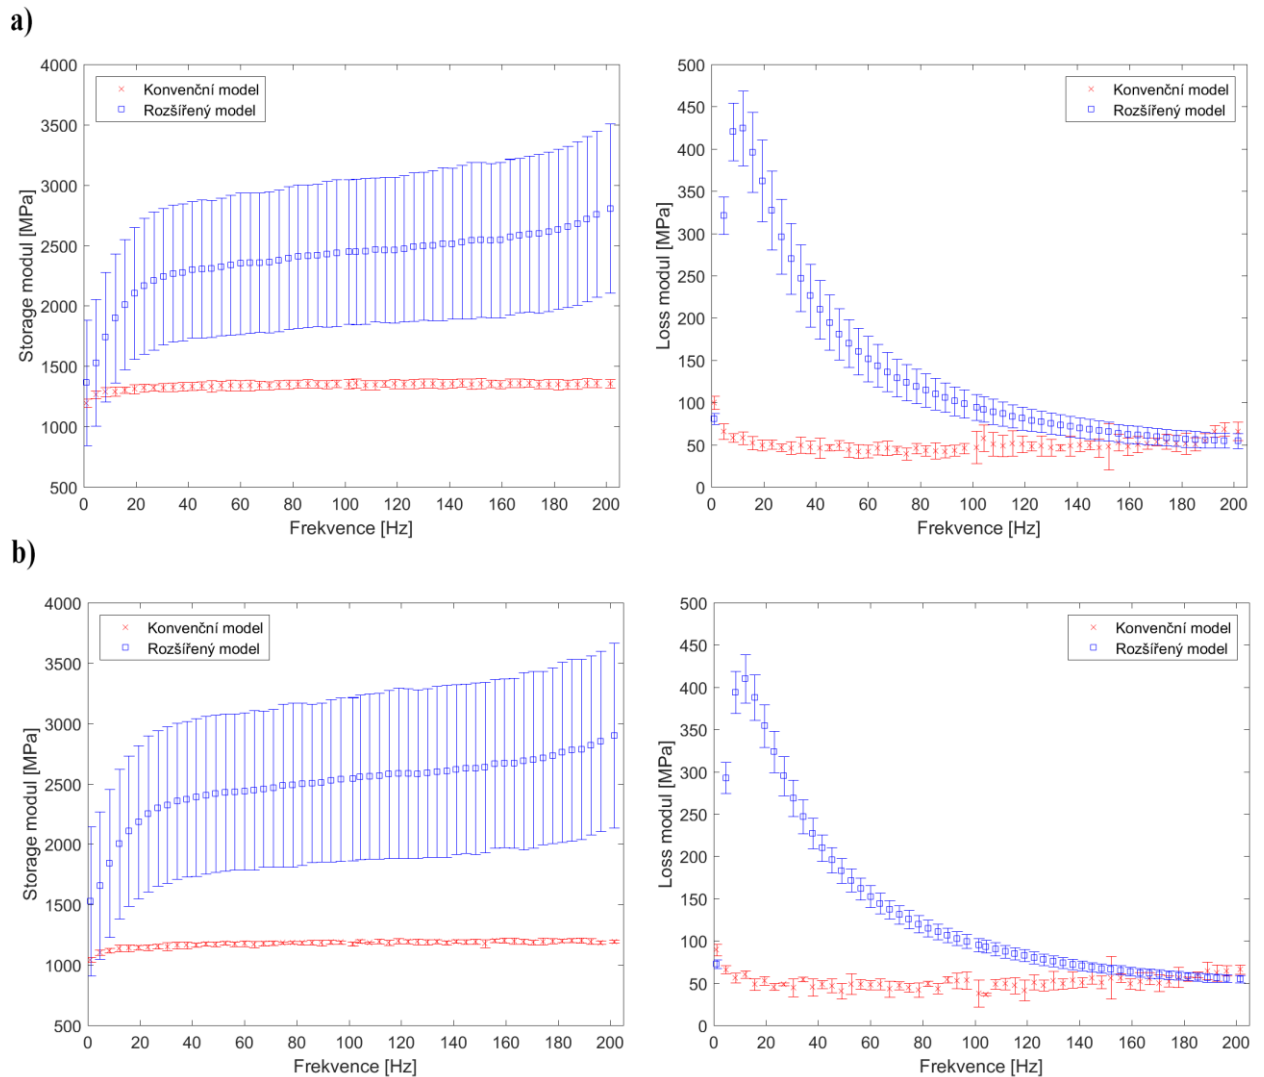 a)
4000
3500
3000
2500
2000
1500
1000
500
Storage modul [MPa]
Konvenční model
Rozšířený model
0 20 40 60 80 100 120 140 160 180 200
Frekvence [Hz]
500
450
400
350
300
250
200
150
100
50
0
Loss modul [MPa]
Konvenční model
Rozšířený model
0 20 40 60 80 100 120 140 160 180 200
Frekvence [Hz]
b)
4000
3500
3000
2500
2000
1500
1000
500
Storage modul [MPa]
Konvenční model
Rozšířený model
0 20 40 60 80 100 120 140 160 180 200
Frekvence [Hz]
500
450
400
350
300
250
200
150
100
50
0
Loss modul [MPa]
Konvenční model
Rozšířený model
0 20 40 60 80 100 120 140 160 180 200
Frekvence [Hz]